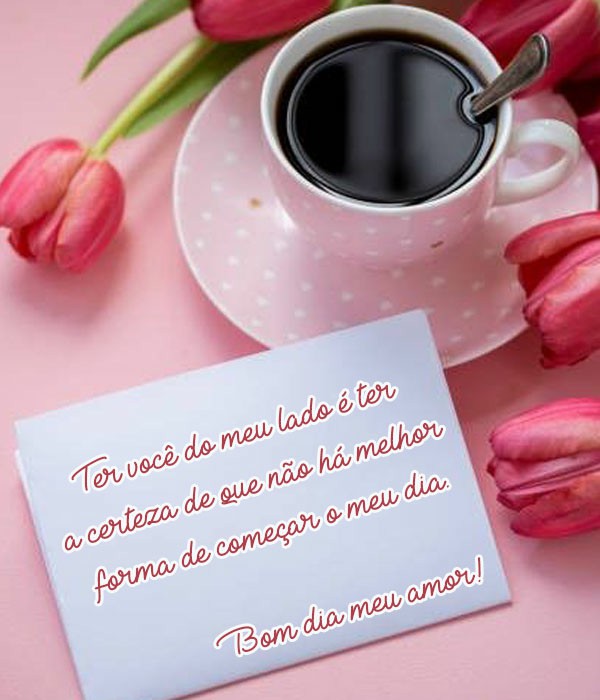 Ter você do meu lado é ter
a certeza de que não há melhor
forma de começar o meu dia.
Bom dia meu amor!